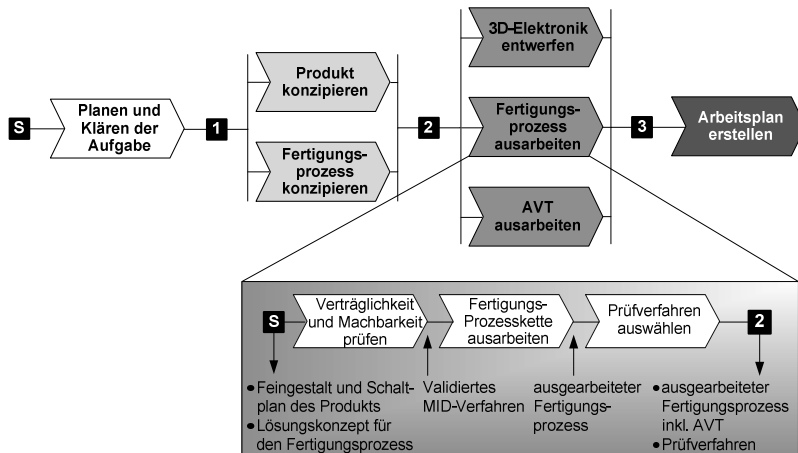 S
Planen und
Klären der
Aufgabe
1
Produkt
konzipieren
Fertigungs-
prozess
konzipieren
2
3D-Elektronik
entwerfen
Fertigungs-
prozess
ausarbeiten
AVT
ausarbeiten
3
Arbeitsplan
erstellen
S
Verträglichkeit
und Machbarkeit
prüfen
Fertigungs-
Prozesskette
ausarbeiten
Prüfverfahren
auswählen
2
•Feingestalt und Schalt-
plan des Produkts
•Lösungskonzept für
den Fertigungsprozess
Validiertes
MID-Verfahren
ausgearbeiteter
Fertigungs-
prozess
•ausgearbeiteter
Fertigungsprozess
inkl. AVT
•Prüfverfahren